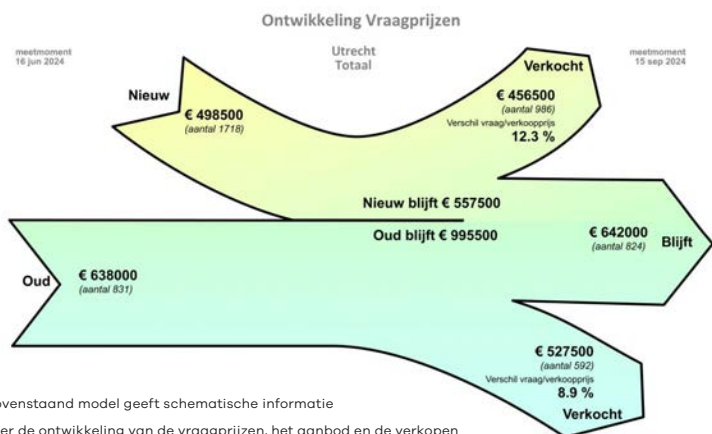 Ontwikkeling Vraagprijzen
meetmoment
16 jun 2024
Utrecht
Totaal
meetmoment
15 sep 2024
Nieuw
€ 498500
(aantal 1718)
Verkocht
€ 456500
(aantal 986)
Verschil vraag/verkoopprijs
12.3 %
Nieuw blijft € 557500
Oud blijft € 995500
€ 642000
(aantal 824)
Blijft
Oud
€ 638000
(aantal 831)
€ 527500
(aantal 592)
Verschil vraag/verkoopprijs
8.9 %
Verkocht
ovenstaand model geeft schematische informatie
er de ontwikkeling van de vraagprijzen, het aanbod en de verkopen